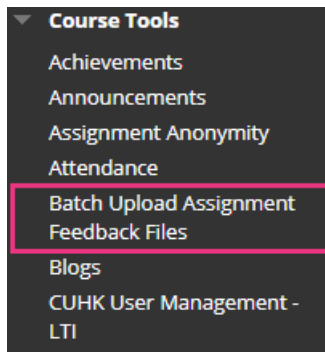 Course Tools
Achievements
Announcements
Assignment Anonymity
Attendance
Batch Upload Assignment
Feedback Files
Blogs
CUHK User Management -
LTI